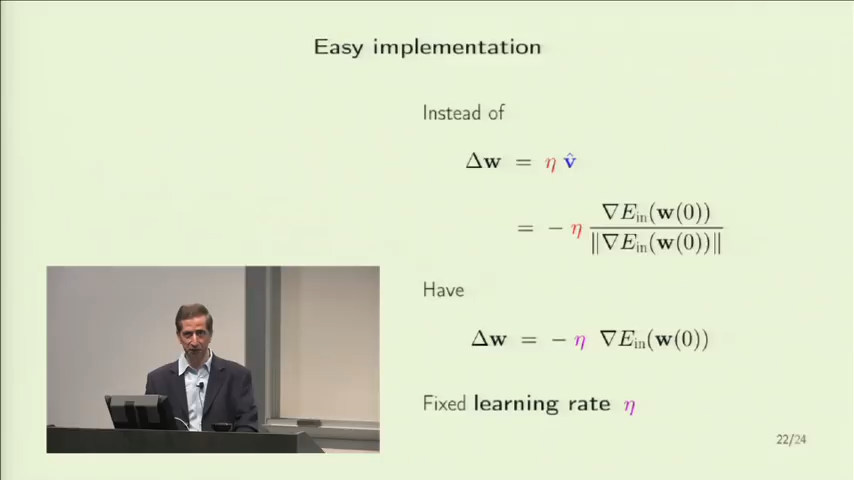 Easy implementation
Instead of
Δw = η v̂
= − η ∇E_in(w(0)) / ‖∇E_in(w(0))‖
Have
Δw = − η ∇E_in(w(0))
Fixed learning rate η
22/24